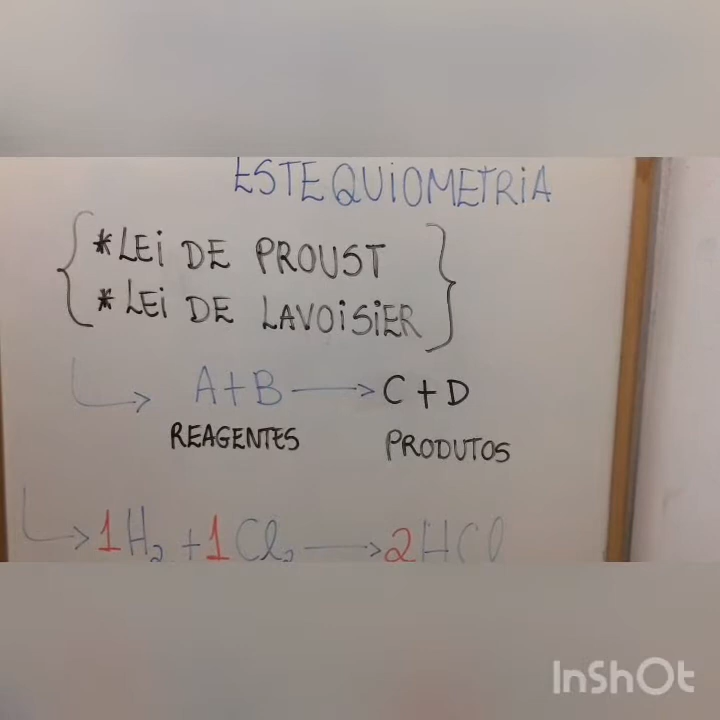 ESTEQUIOMETRIA
*LEI DE PROUST
*LEI DE LAVOISIER
A+B → C+D
REAGENTES PRODUTOS
1H₂ + 1Cl₂ → 2HCl
InShOt